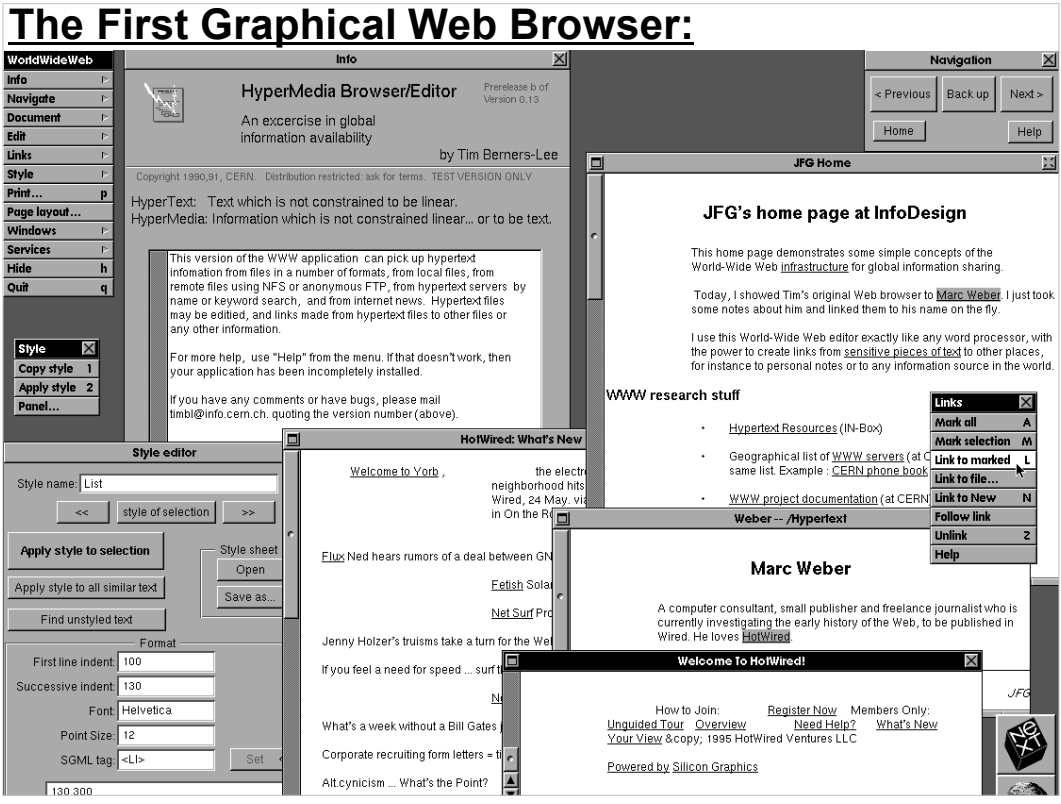 The First Graphical Web Browser:
WorldWideWeb
Info
Navigate
Document
Edit
Links
Style
Print... p
Page layout...
Windows
Services
Hide h
Quit q
Style
Copy style 1
Apply style 2
Panel...
Info
HyperMedia Browser/Editor
Prerelease b of
Version 0.13
An excercise in global
information availability
by Tim Berners-Lee
Copyright 1990,91, CERN. Distribution restricted: ask for terms. TEST VERSION ONLY
HyperText: Text which is not constrained to be linear.
HyperMedia: Information which is not constrained linear... or to be text.
This version of the WWW application can pick up hypertext
infomation from files in a number of formats, from local files, from
remote files using NFS or anonymous FTP, from hypertext servers by
name or keyword search, and from internet news. Hypertext files
may be editied, and links made from hypertext files to other files or
any other information.
For more help, use "Help" from the menu. If that doesn't work, then
your application has been incompletely installed.
If you have any comments or have bugs, please mail
timbl@info.cern.ch. quoting the version number (above).
Navigation
< Previous
Back up
Next >
Home
Help
JFG Home
JFG's home page at InfoDesign
This home page demonstrates some simple concepts of the
World-Wide Web infrastructure for global information sharing.
Today, I showed Tim's original Web browser to Marc Weber. I just took
some notes about him and linked them to his name on the fly.
I use this World-Wide Web editor exactly like any word processor, with
the power to create links from sensitive pieces of text to other places,
for instance to personal notes or to any information source in the world.
WWW research stuff
• Hypertext Resources (IN-Box)
• Geographical list of WWW servers (at C
same list. Example : CERN phone book
• WWW project documentation (at CERN
JFG
Links
Mark all A
Mark selection M
Link to marked L
Link to file...
Link to New N
Follow link
Unlink Z
Help
Style editor
Style name: List
<<
style of selection
>>
Apply style to selection
Apply style to all similar text
Find unstyled text
Style sheet
Open
Save as...
Format
First line indent: 100
Successive indent: 130
Font: Helvetica
Point Size: 12
SGML tag: <LI>
Set
130 300
HotWired: What's New
Welcome to Yorb , the electr
neighborhood hits
Wired, 24 May. via
in On the R
Flux Ned hears rumors of a deal between GN
Fetish Sola
Net Surf Pro
Jenny Holzer's truisms take a turn for the We
If you feel a need for speed ... surf t
N
What's a week without a Bill Gates j
Corporate recruiting form letters = ti
Alt.cynicism ... What's the Point?
Weber -- /Hypertext
Marc Weber
A computer consultant, small publisher and freelance journalist who is
currently investigating the early history of the Web, to be published in
Wired. He loves HotWired.
Welcome To HotWired!
How to Join: Register Now Members Only:
Unguided Tour Overview Need Help? What's New
Your View &copy; 1995 HotWired Ventures LLC
Powered by Silicon Graphics
NeXT